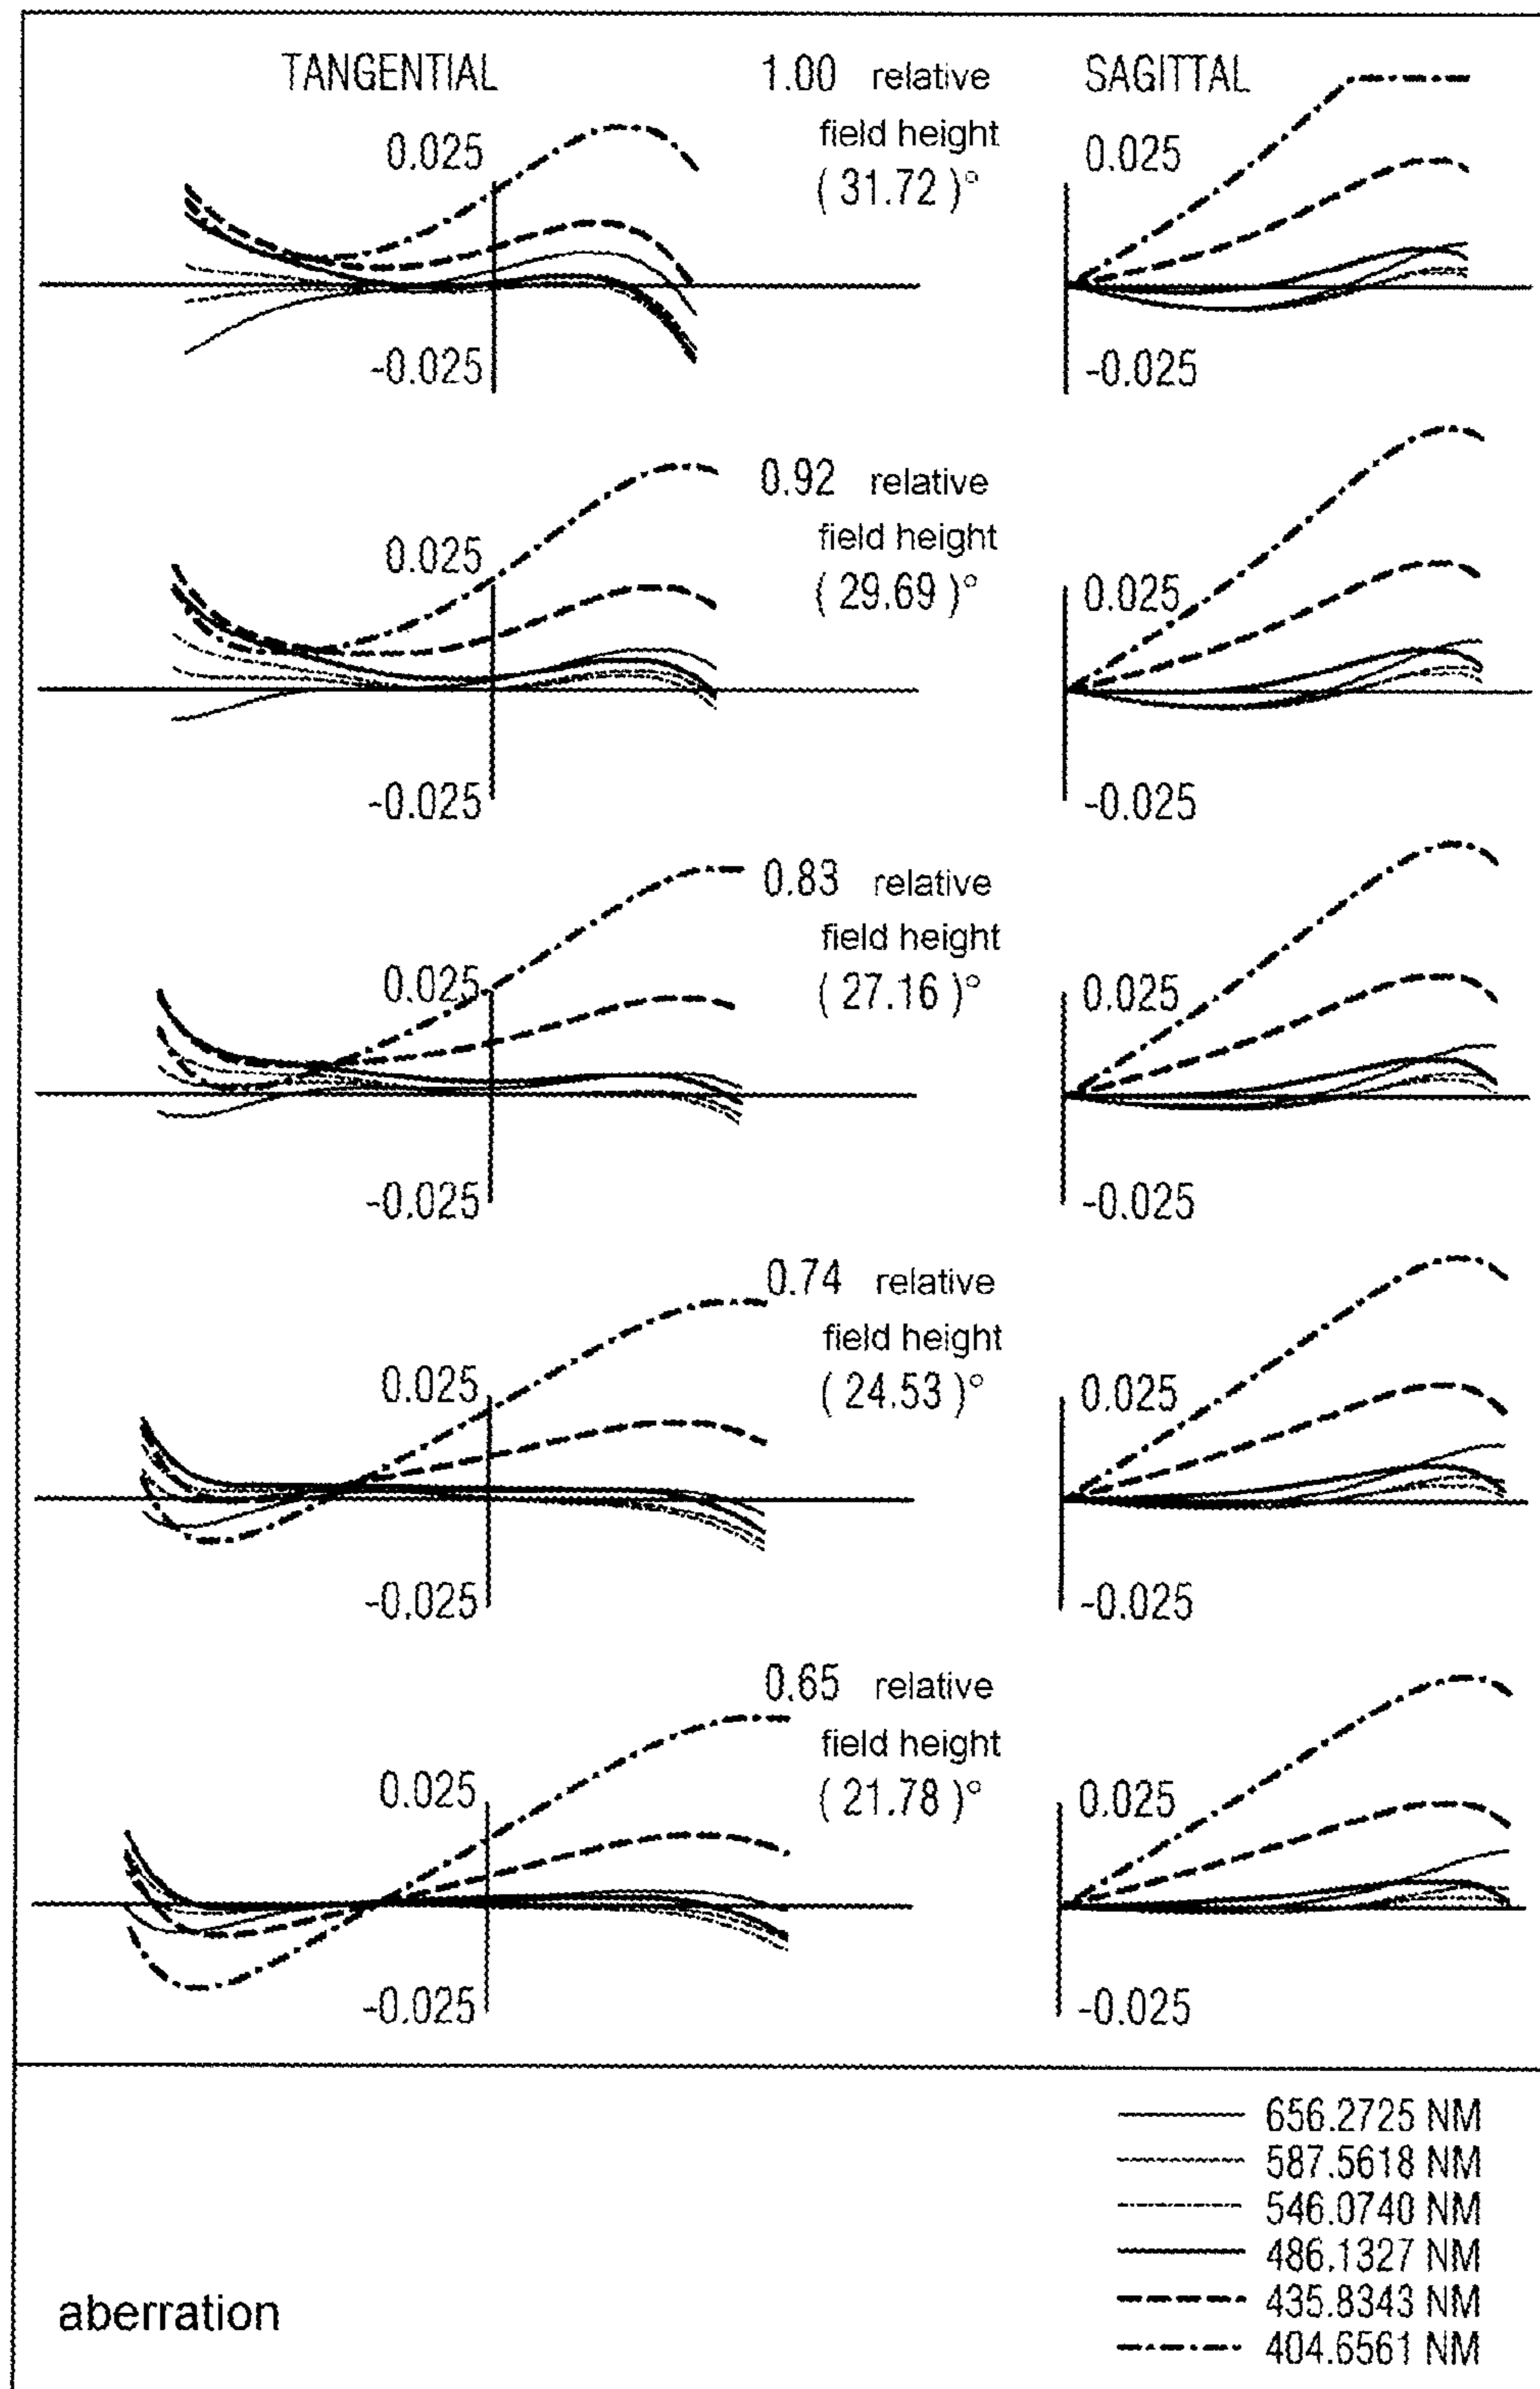 TANGENTIAL 1.00 relative SAGITTAL
field height
0.025 0.025
( 31.72 )°
-0.025 -0.025
0.92 relative
field height
0.025 ( 29.69 )° 0.025
-0.025 -0.025
0.83 relative
field height
0.025 ( 27.16 )° 0.025
-0.025 -0.025
0.74 relative
field height
0.025 ( 24.53 )° 0.025
-0.025 -0.025
0.65 relative
field height
0.025 ( 21.78 )° 0.025
-0.025 -0.025
656.2725 NM
587.5618 NM
546.0740 NM
486.1327 NM
435.8343 NM
404.6561 NM
aberration